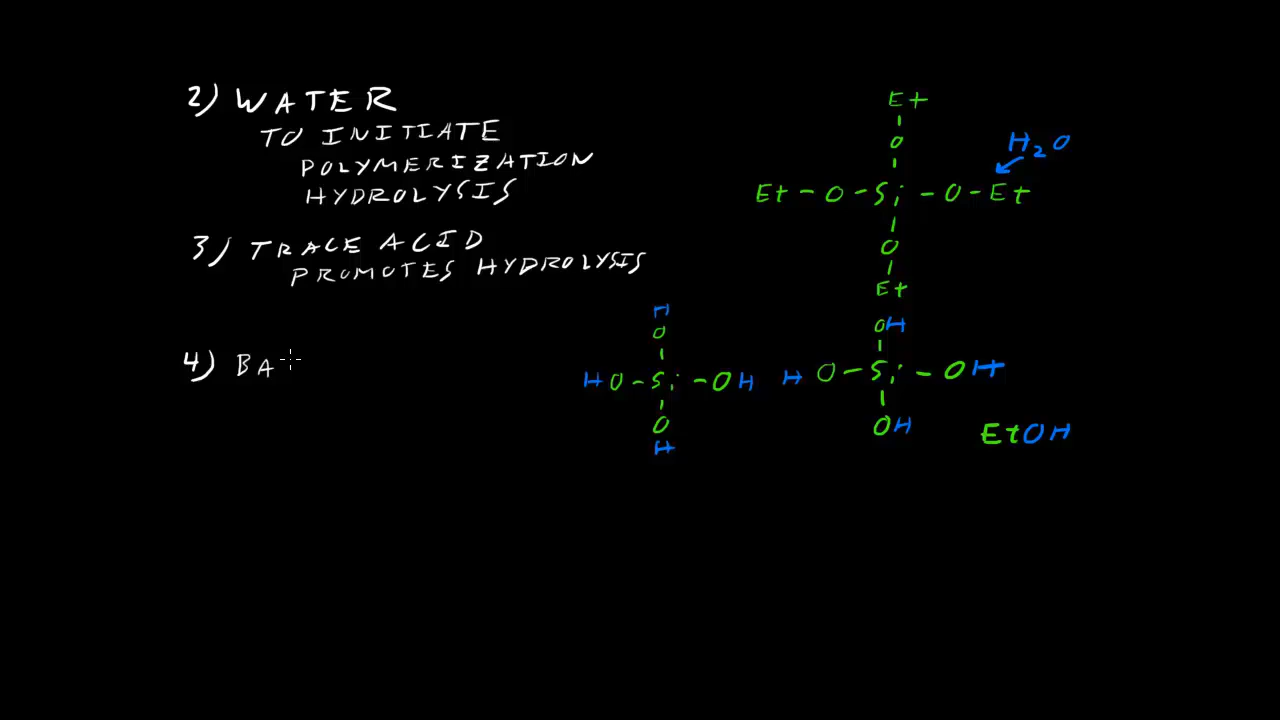 2) WATER
TO INITIATE
POLYMERIZATION
HYDROLYSIS
3) TRACE ACID
PROMOTES HYDROLYSIS
4) BA
Et
O
H2O
Et - O - Si - O - Et
O
Et
H
O
HO - Si - OH
O
H
OH
HO - Si - OH
OH
EtOH